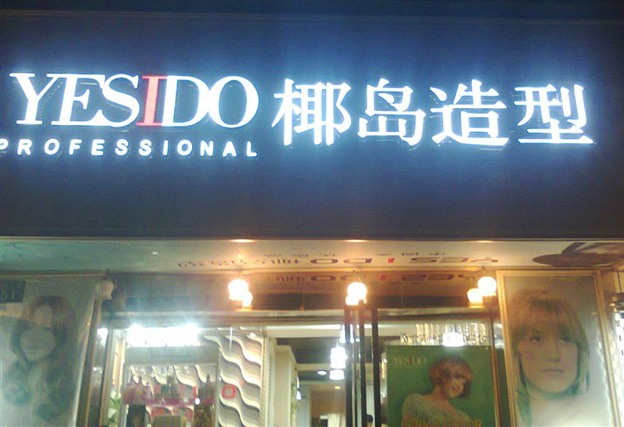 YESIDO 椰岛造型
PROFESSIONAL
YESIDO